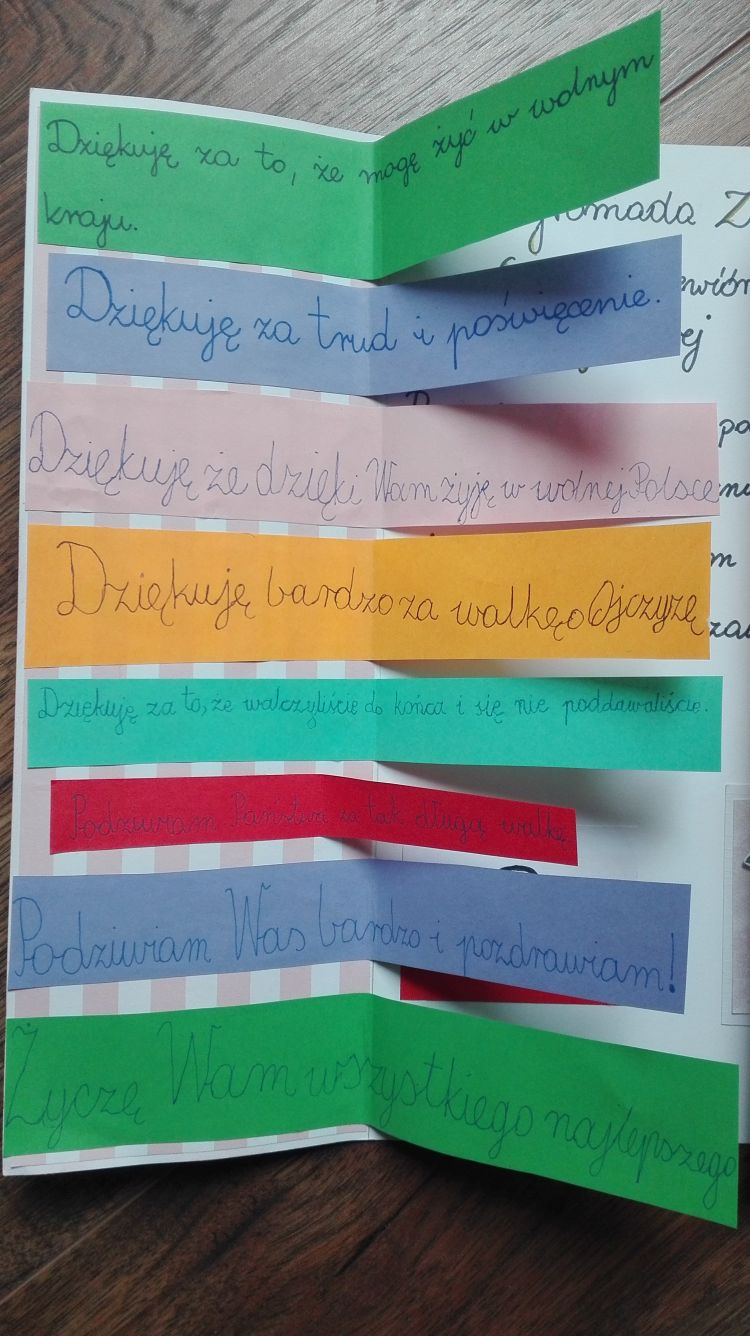 Dziękuję za to, że mogę żyć w wolnym
kraju.
gromada Z
Dziękuję za trud i poświęcenie.
Dziękuję że dzięki Wam żyję w wolnej Polsce
Dziękuję bardzo za walkę o Ojczyzę
Dziękuję za to, że walczyliście do końca i się nie poddawaliście.
Podziwiam Państwa za tak długą walkę
Podziwiam Was bardzo i pozdrawiam!
Życzę Wam wszystkiego najlepszego